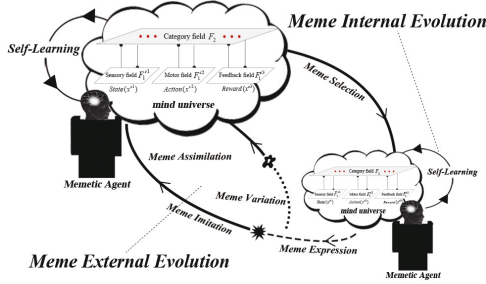 Meme Internal Evolution
Self-Learning
Category field F₂
Sensory field F₁ᶜ¹
Motor field F₁ᶜ²
Feedback field F₁ᶜ³
State(xᶜ¹)
Action(xᶜ²)
Reward(xᶜ³)
mind universe
Meme Selection
Memetic Agent
Meme Assimilation
Meme Variation
Meme Imitation
Meme Expression
Meme External Evolution
Category field F₂
Sensory field
Motor field
Feedback field
State(xᶜ¹)
Action(xᶜ²)
Reward(xᶜ³)
mind universe
Self-Learning
Memetic Agent